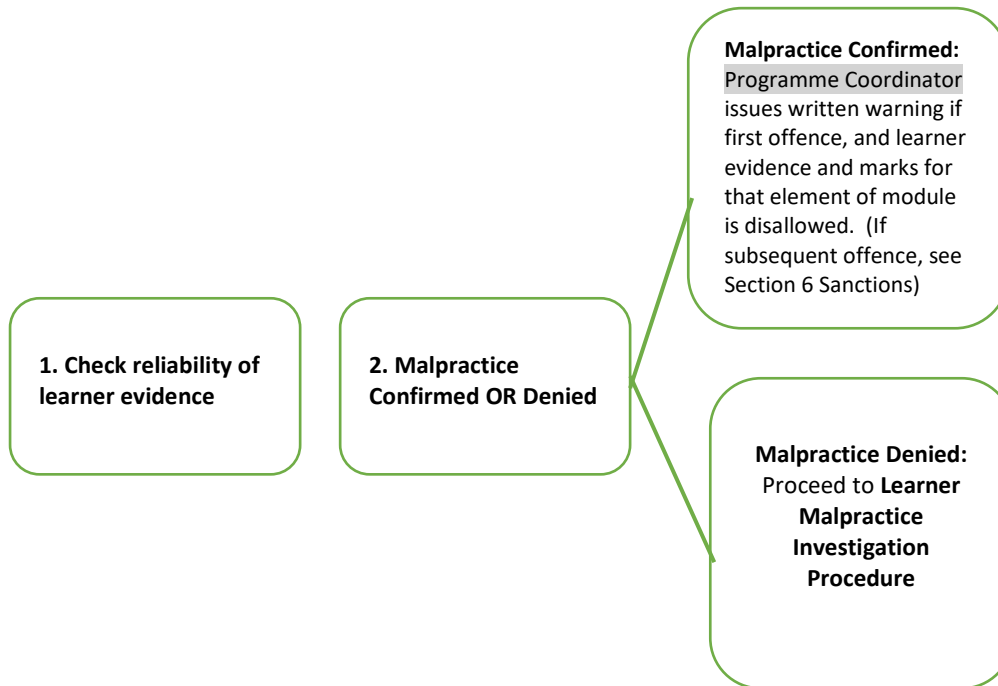 1. Check reliability of
learner evidence
2. Malpractice
Confirmed OR Denied
Malpractice Confirmed:
Programme Coordinator
issues written warning if
first offence, and learner
evidence and marks for
that element of module
is disallowed.  (If
subsequent offence, see
Section 6 Sanctions)
Malpractice Denied:
Proceed to Learner
Malpractice
Investigation
Procedure